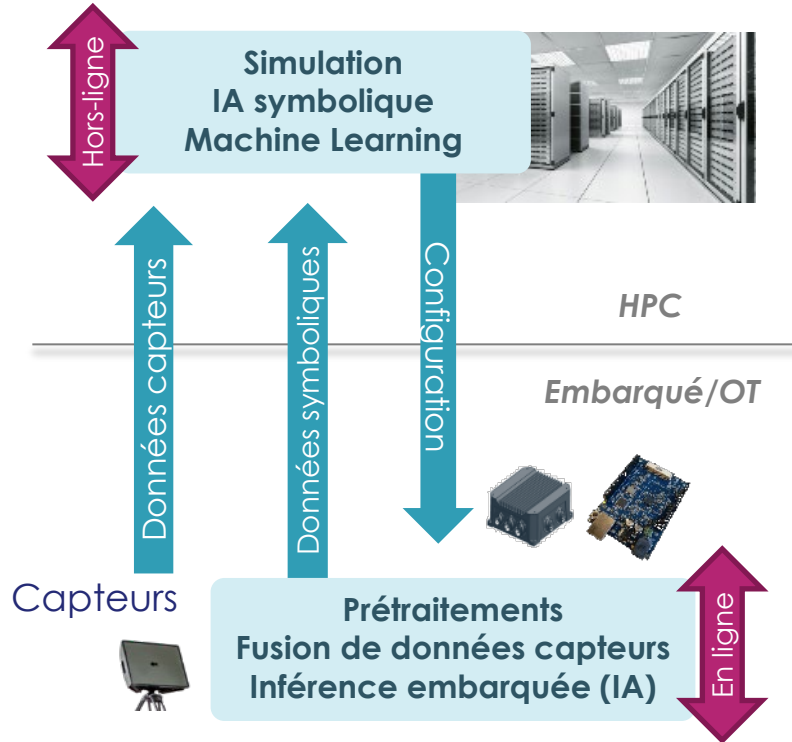 Hors-ligne
Simulation
IA symbolique
Machine Learning
Données capteurs
Données symboliques
Configuration
HPC
Embarqué/OT
Capteurs
Prétraitements
Fusion de données capteurs
Inférence embarquée (IA)
En ligne